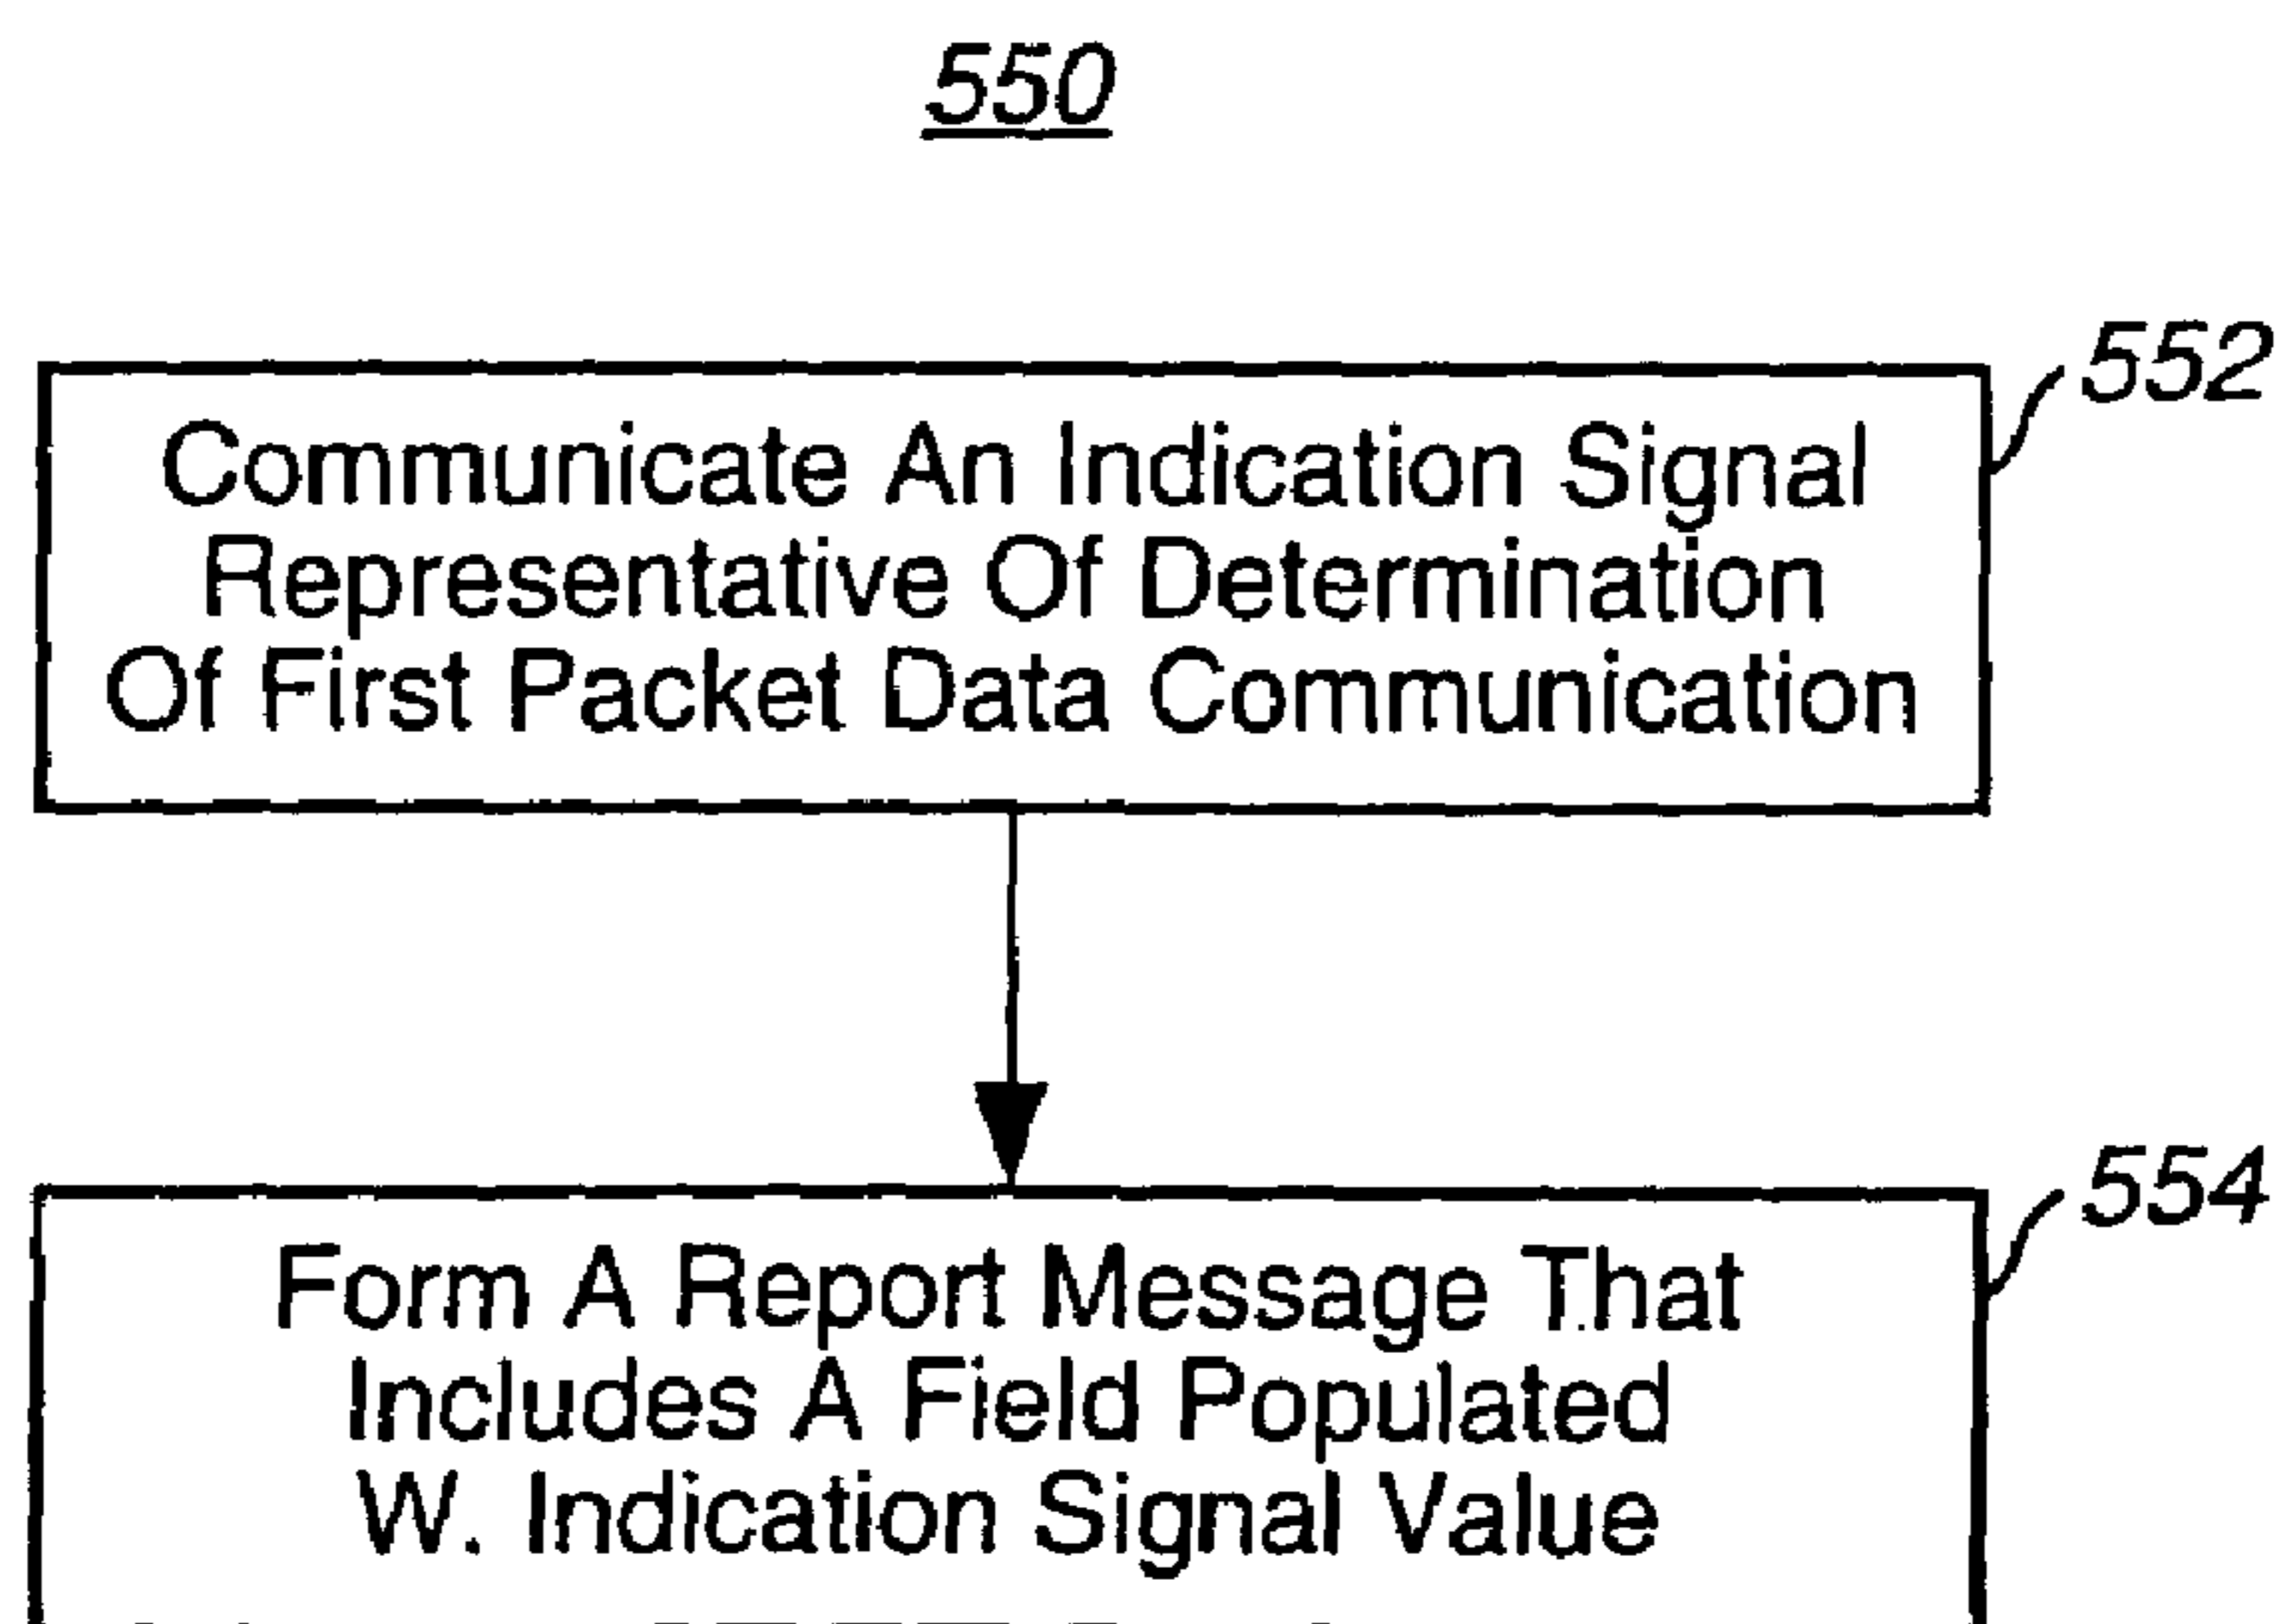 550
552
Communicate An Indication Signal
Representative Of Determination
Of First Packet Data Communication
554
Form A Report Message That
Includes A Field Populated
W. Indication Signal Value